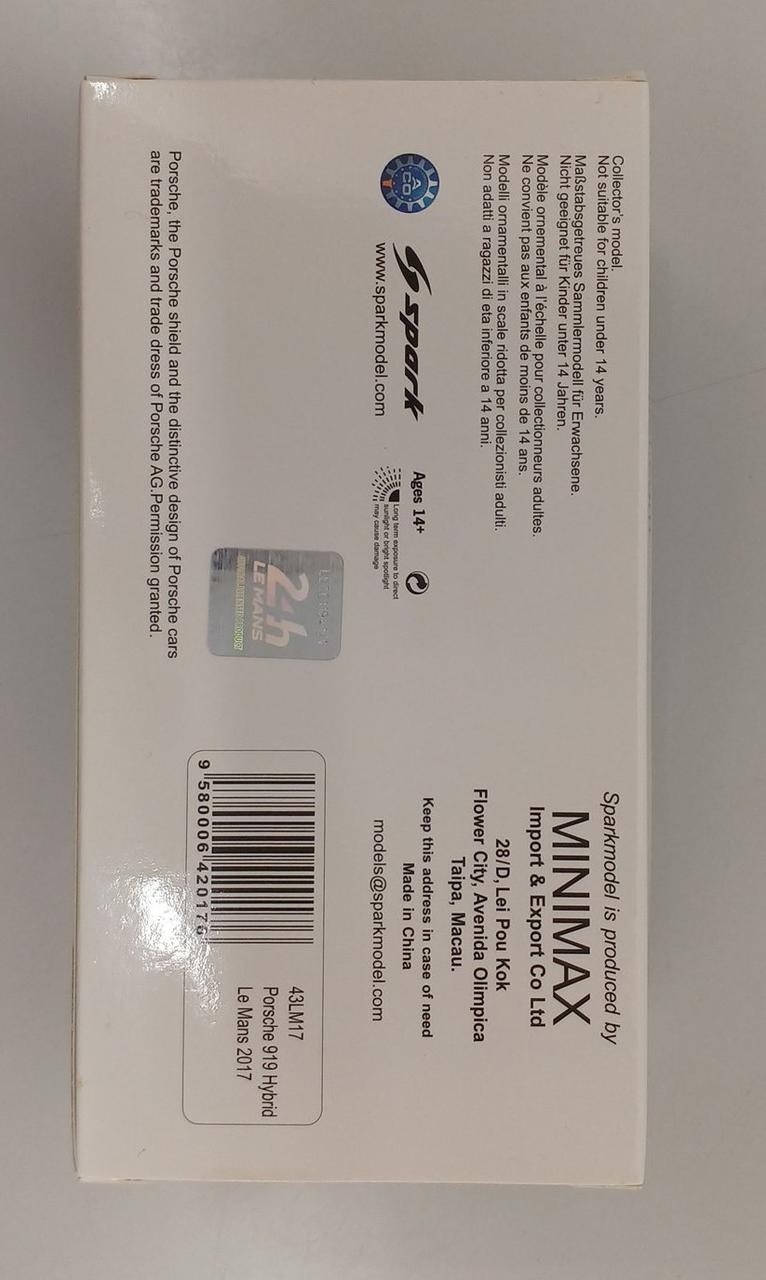 Collector's model.
Not suitable for children under 14 years.
Maßstabsgetreues Sammlermodell für Erwachsene.
Nicht geeignet für Kinder unter 14 Jahren.
Modèle ornemental à l'échelle pour collectionneurs adultes.
Ne convient pas aux enfants de moins de 14 ans.
Modelli ornamentalli in scale ridotta per collezionisti adulti.
Non adatti a ragazzi di eta inferiore a 14 anni.
ACO
spark
www.sparkmodel.com
Ages 14+
Long term exposure to direct
sunlight or bright spotlight
may cause damage
24h
LE MANS
Porsche, the Porsche shield and the distinctive design of Porsche cars
are trademarks and trade dress of Porsche AG.Permission granted.
Sparkmodel is produced by
MINIMAX
Import & Export Co Ltd
28/D, Lei Pou Kok
Flower City, Avenida Olimpica
Taipa, Macau.
Keep this address in case of need
Made in China
models@sparkmodel.com
9 580006 420176
43LM17
Porsche 919 Hybrid
Le Mans 2017